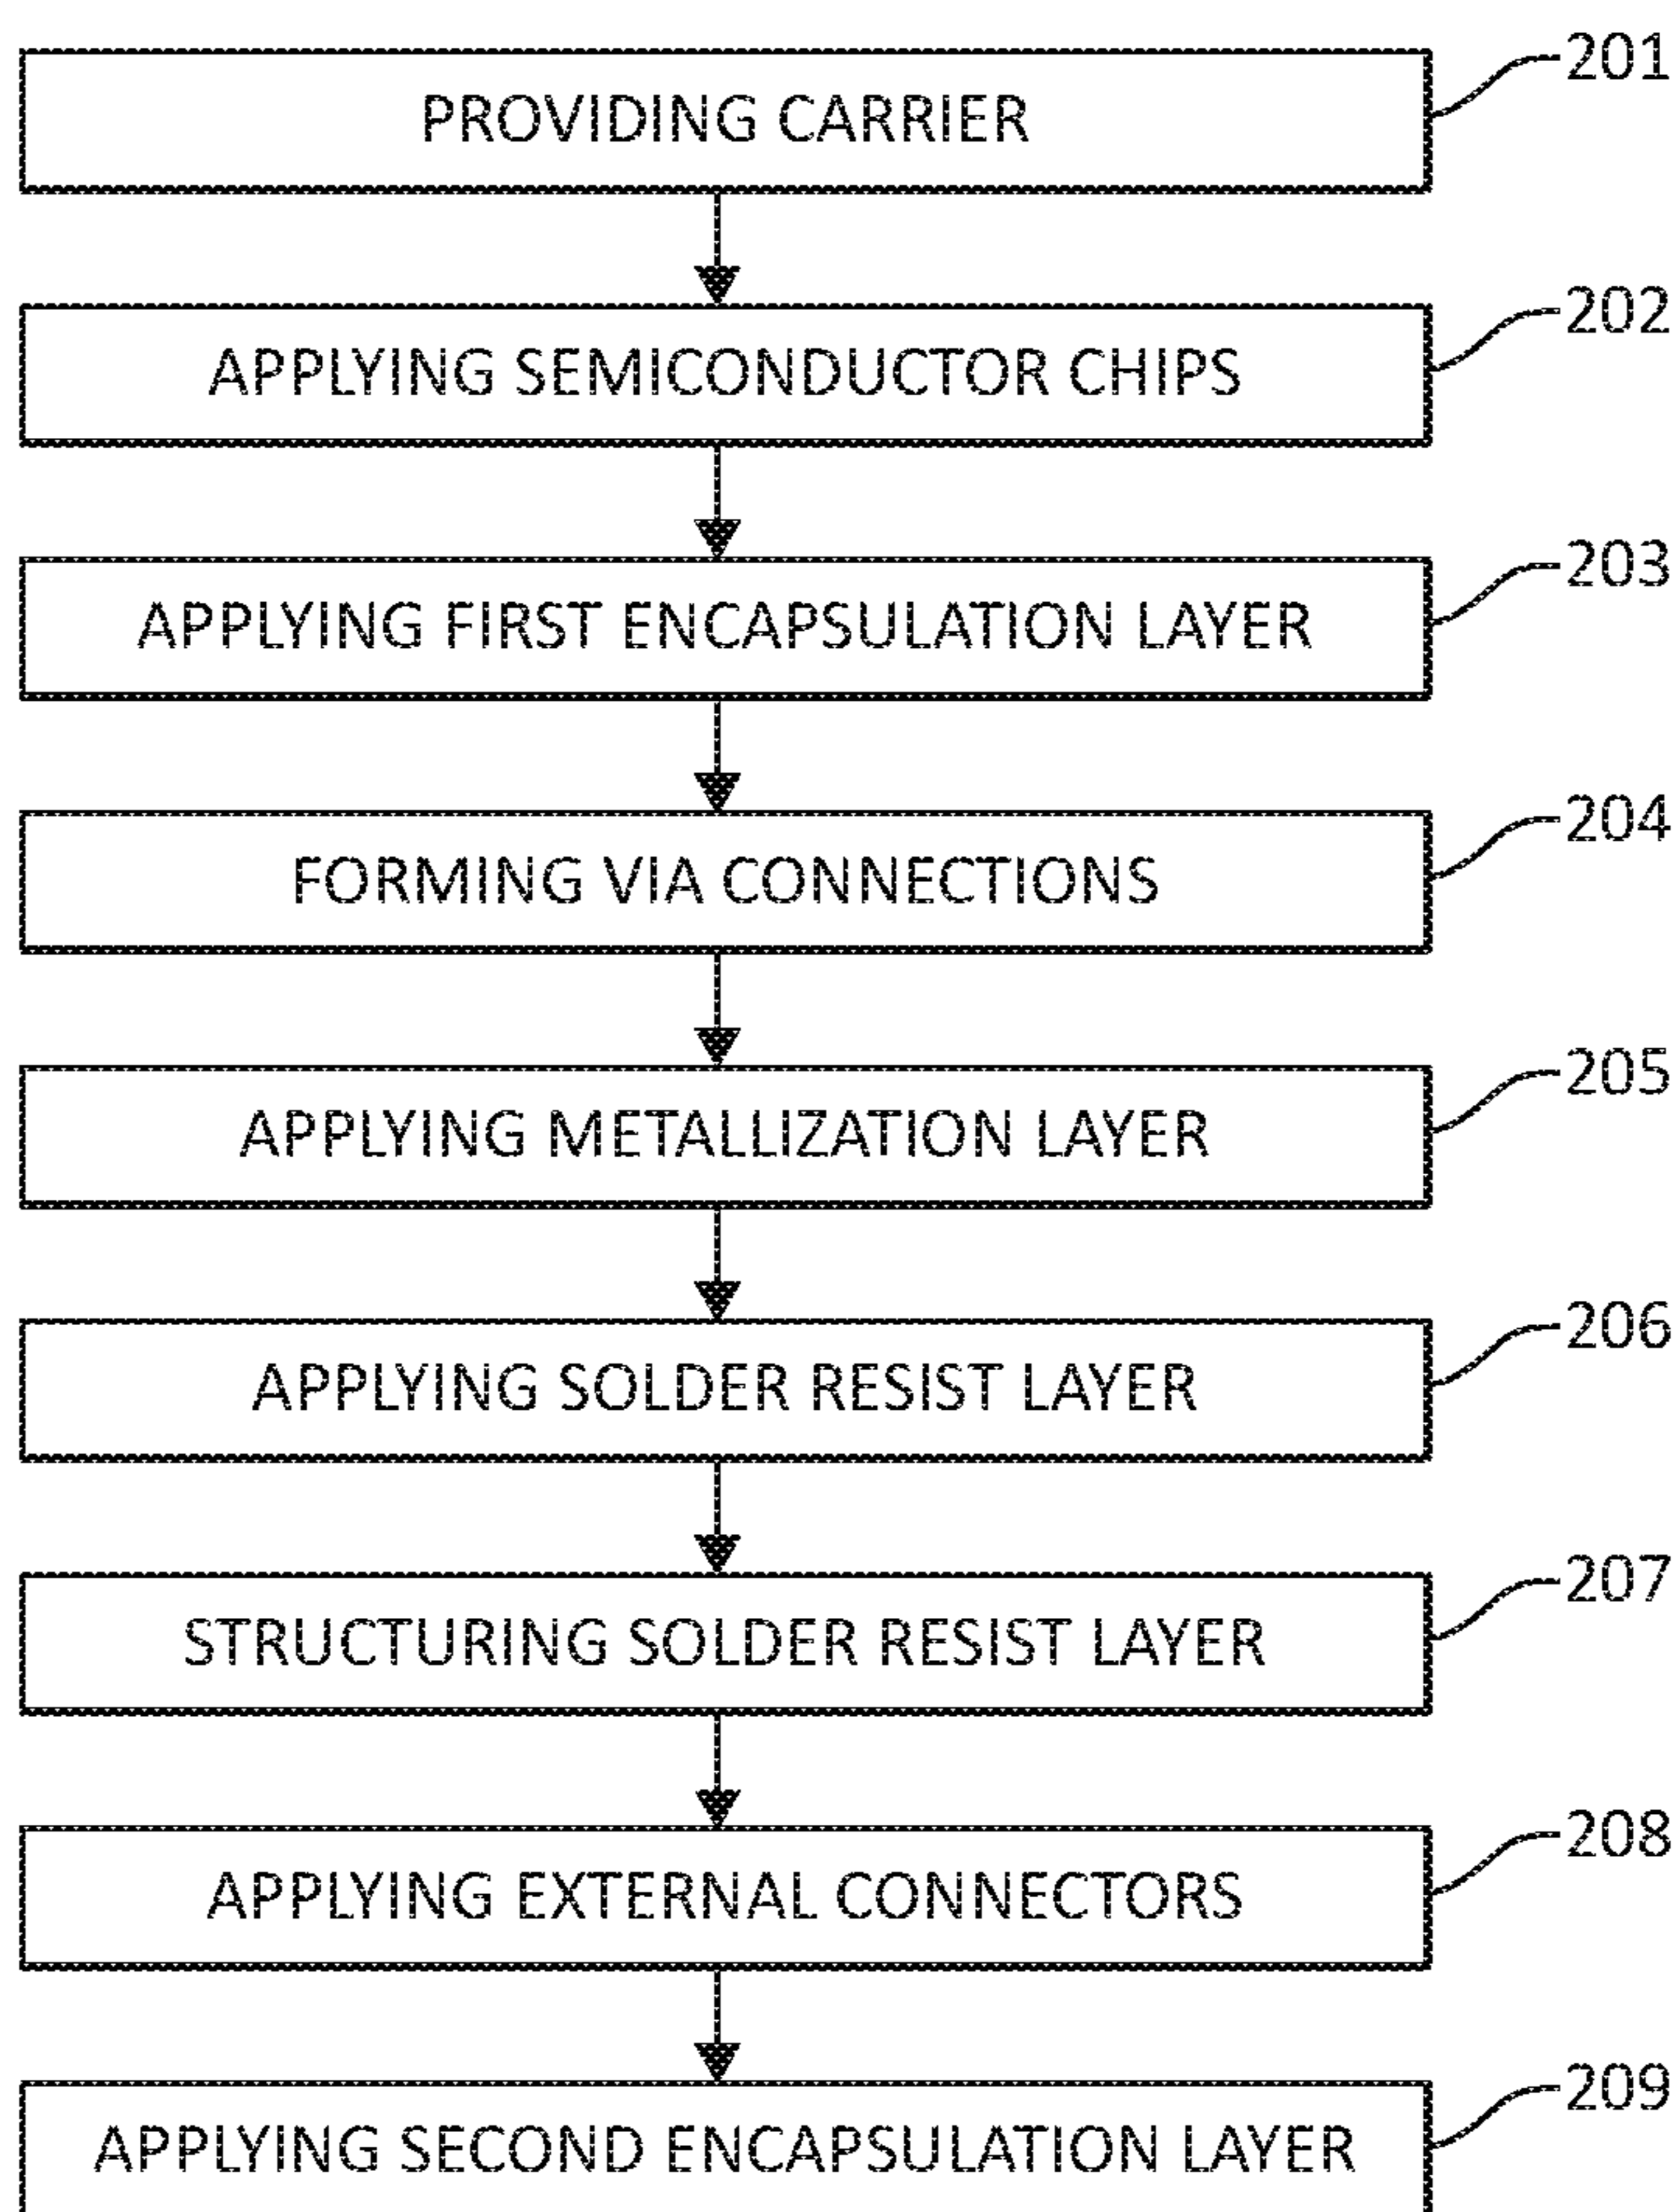 201
PROVIDING CARRIER
202
APPLYING SEMICONDUCTOR CHIPS
203
APPLYING FIRST ENCAPSULATION LAYER
204
FORMING VIA CONNECTIONS
205
APPLYING METALLIZATION LAYER
206
APPLYING SOLDER RESIST LAYER
207
STRUCTURING SOLDER RESIST LAYER
208
APPLYING EXTERNAL CONNECTORS
209
APPLYING SECOND ENCAPSULATION LAYER